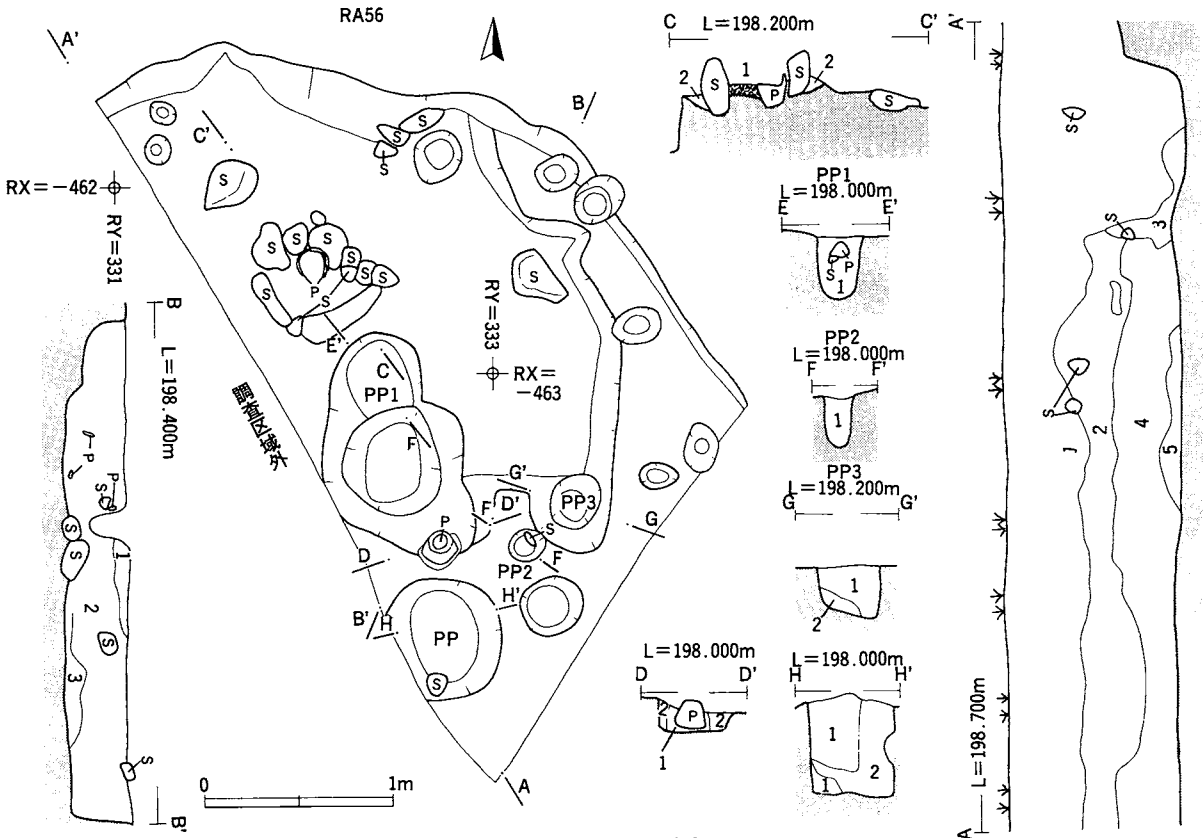 RA56
A'
C'
B
RX=-462
RY=331
S
S
S
S
S
S
S
S
S
S
S
S
S
P
S
RY=333
RX=
-463
E'
C
PP1
F
調査区域外
G'
D'
F'
PP3
S
G
P
D
PP2
F
H'
B'
H
PP
S
A
0
1m
B
L=198.400m
P
P
S
S
S
1
2
S
3
S
B'
C
L=198.200m
C'
2
S
1
P
S
2
S
PP1
L=198.000m
E
E'
S
P
1
PP2
L=198.000m
F
F'
1
PP3
L=198.200m
G
G'
1
2
L=198.000m
D
D'
2
P
2
1
L=198.000m
H
H'
1
2
1
A'
S
S
3
S
1
2
4
5
L=198.700m
A